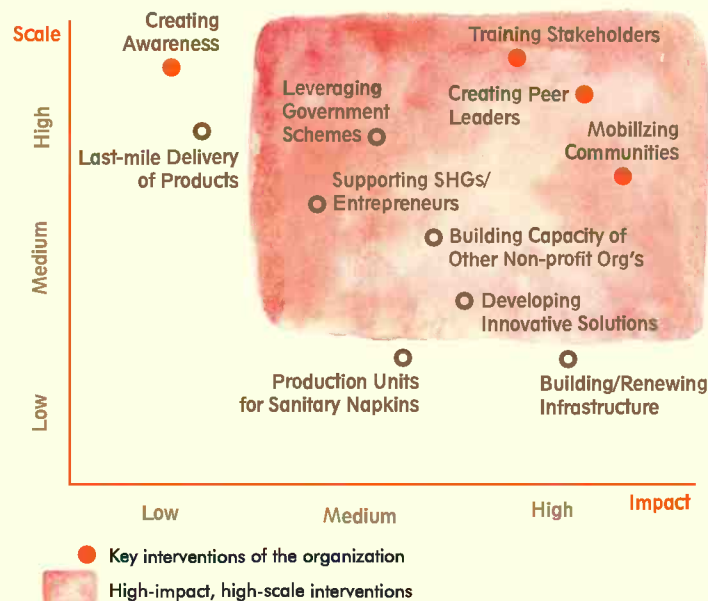 Scale
Creating
Awareness
Training Stakeholders
Leveraging
Government
Schemes
Creating Peer
Leaders
High
Mobilizing
Communities
Last-mile Delivery
of Products
Supporting SHGs/
Entrepreneurs
Medium
Building Capacity of
Other Non-profit Org's
Developing
Innovative Solutions
Production Units
for Sanitary Napkins
Building/Renewing
Infrastructure
Low
Low
Medium
High
Impact
Key interventions of the organization
High-impact, high-scale interventions